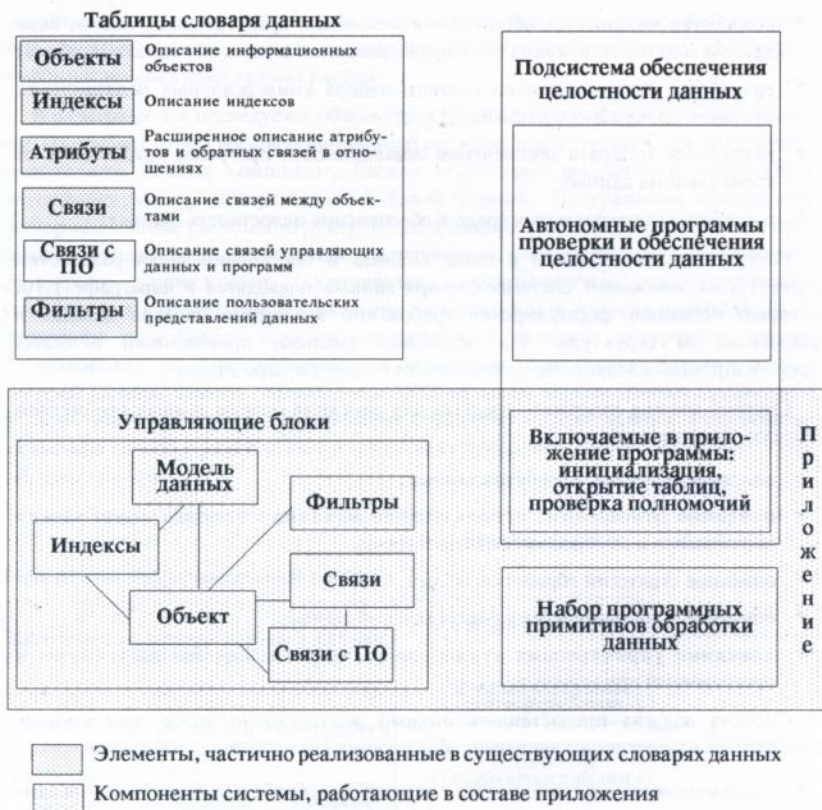 Таблицы словаря данных
Объекты
Описание информационных
объектов
Индексы
Описание индексов
Атрибуты
Расширенное описание атрибу-
тов и обратных связей в отно-
шениях
Связи
Описание связей между объек-
тами
Связи с
ПО
Описание связей управляющих
данных и программ
Фильтры
Описание пользовательских
представлений данных
Подсистема обеспечения
целостности данных
Автономные программы
проверки и обеспечения
целостности данных
Включаемые в прило-
жение программы:
инициализация,
открытие таблиц,
проверка полномочий
Управляющие блоки
Модель
данных
Фильтры
Индексы
Связи
Объект
Связи с ПО
Набор программных
примитивов обработки
данных
Приложение
Элементы, частично реализованные в существующих словарях данных
Компоненты системы, работающие в составе приложения